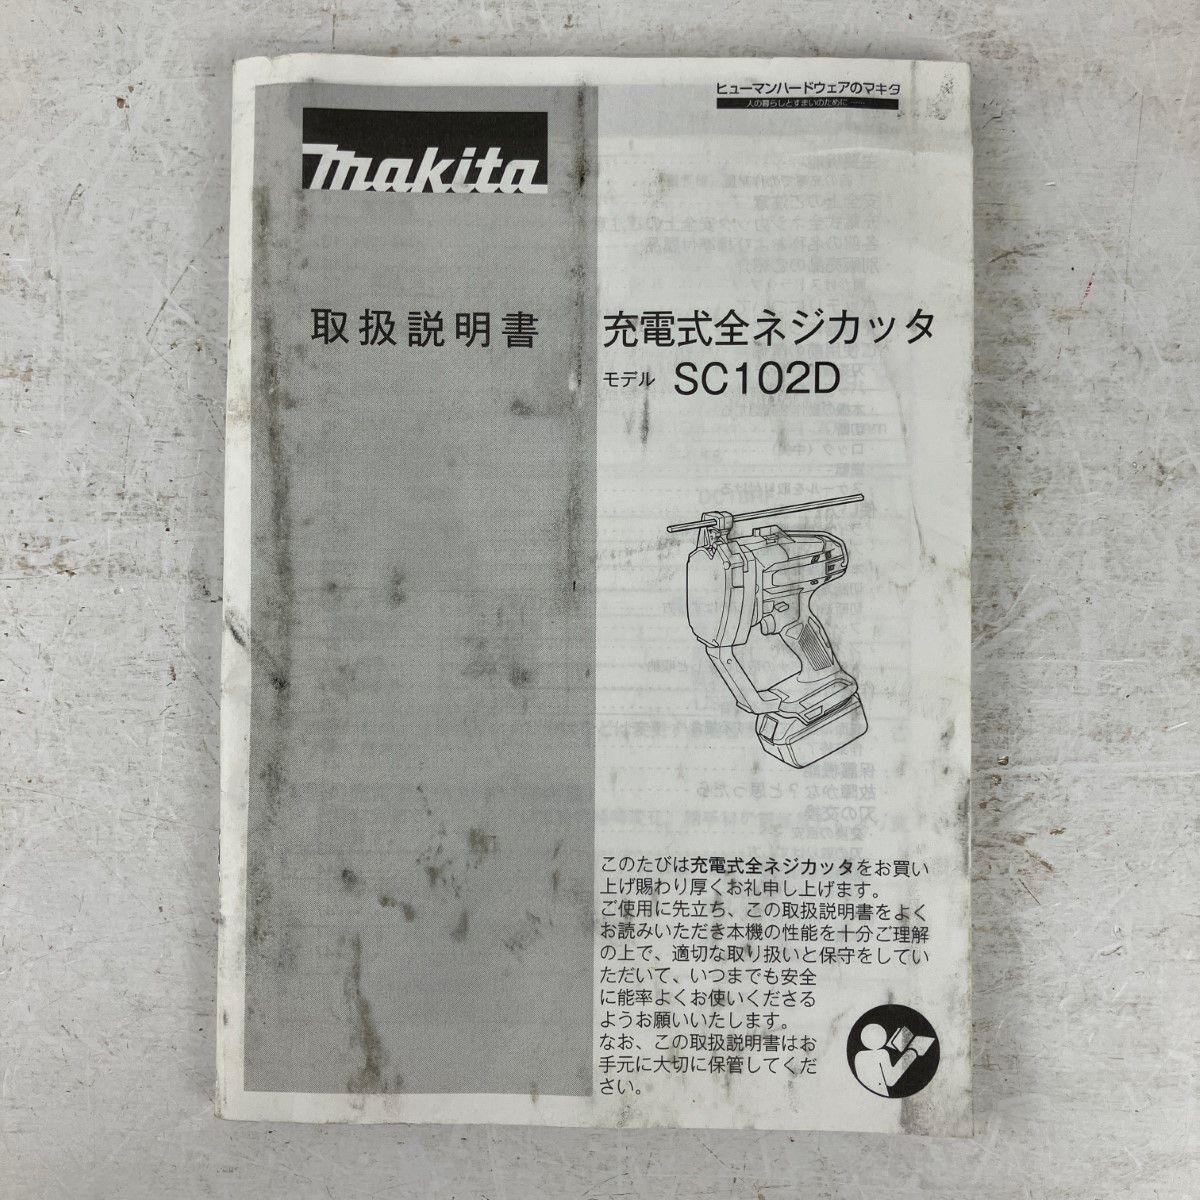 ヒューマンハードウェアのマキタ
人の暮らしとすまいのために……
makita
取扱説明書
充電式全ネジカッタ
モデル SC102D
このたびは充電式全ネジカッタをお買い
上げ賜わり厚くお礼申し上げます。
ご使用に先立ち、この取扱説明書をよく
お読みいただき本機の性能を十分ご理解
の上で、適切な取り扱いと保守をしてい
ただいて、いつまでも安全
に能率よくお使いくださる
ようお願いいたします。
なお、この取扱説明書はお
手元に大切に保管してくだ
さい。